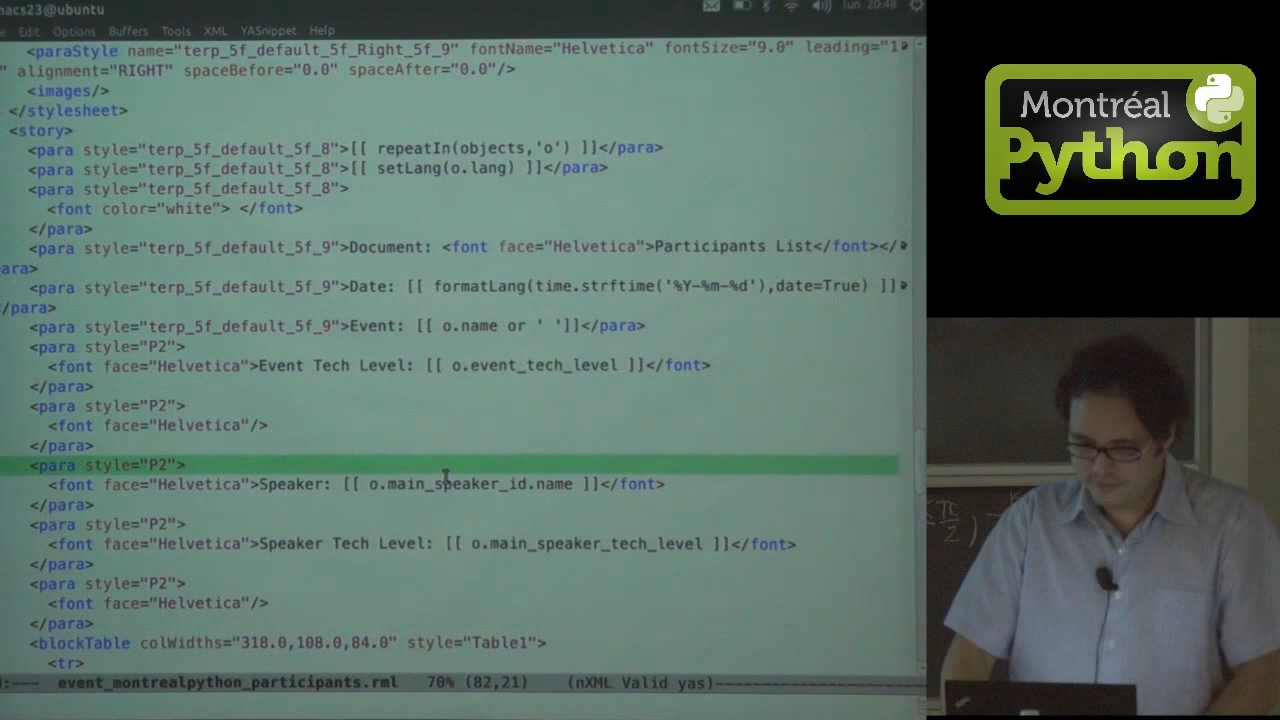 macs23@ubuntu
lun 20:48
Edit Options Buffers Tools XML YASnippet Help
<paraStyle name="terp_5f_default_5f_Right_5f_9" fontName="Helvetica" fontSize="9.0" leading="1
" alignment="RIGHT" spaceBefore="0.0" spaceAfter="0.0"/>
<images/>
</stylesheet>
<story>
<para style="terp_5f_default_5f_8">[[ repeatIn(objects,'o') ]]</para>
<para style="terp_5f_default_5f_8">[[ setLang(o.lang) ]]</para>
<para style="terp_5f_default_5f_8">
<font color="white"> </font>
</para>
<para style="terp_5f_default_5f_9">Document: <font face="Helvetica">Participants List</font></
para>
<para style="terp_5f_default_5f_9">Date: [[ formatLang(time.strftime('%Y-%m-%d'),date=True) ]]
</para>
<para style="terp_5f_default_5f_9">Event: [[ o.name or ' ']]</para>
<para style="P2">
<font face="Helvetica">Event Tech Level: [[ o.event_tech_level ]]</font>
</para>
<para style="P2">
<font face="Helvetica"/>
</para>
<para style="P2">
<font face="Helvetica">Speaker: [[ o.main_speaker_id.name ]]</font>
</para>
<para style="P2">
<font face="Helvetica">Speaker Tech Level: [[ o.main_speaker_tech_level ]]</font>
</para>
<para style="P2">
<font face="Helvetica"/>
</para>
<blockTable colWidths="318.0,108.0,84.0" style="Table1">
<tr>
event_montrealpython_participants.rml 70% (82,21) (nXML Valid yas)
Montréal
Python